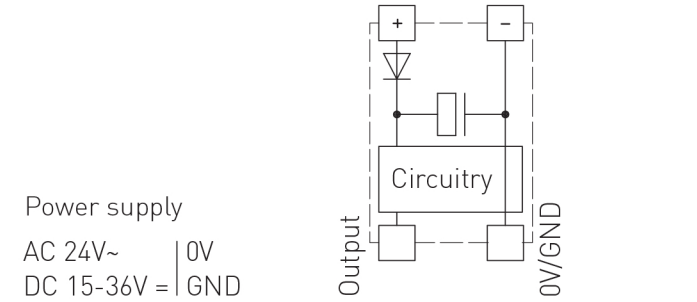 + −
Circuitry
Power supply
AC 24V~ | 0V
DC 15-36V = | GND
Output
0V/GND